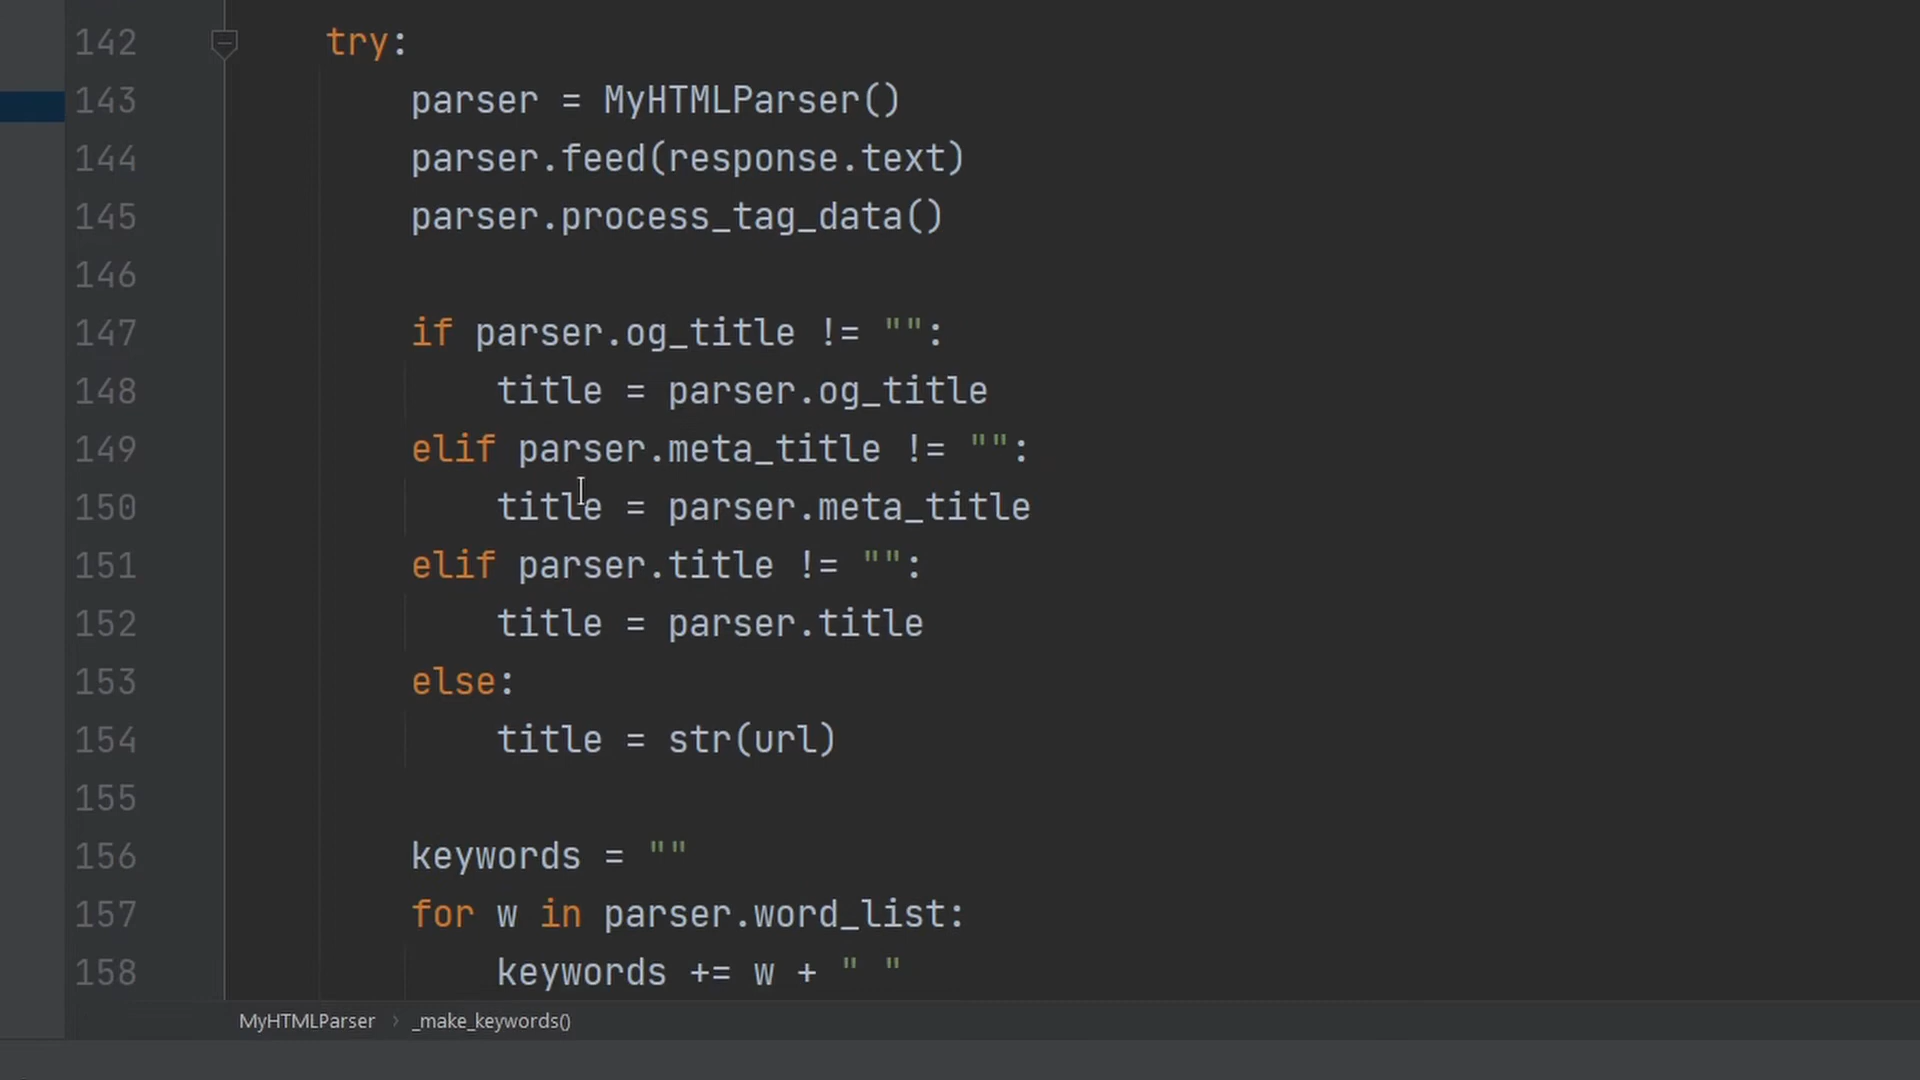 142 try:
143 parser = MyHTMLParser()
144 parser.feed(response.text)
145 parser.process_tag_data()
146
147 if parser.og_title != "":
148 title = parser.og_title
149 elif parser.meta_title != "":
150 title = parser.meta_title
151 elif parser.title != "":
152 title = parser.title
153 else:
154 title = str(url)
155
156 keywords = ""
157 for w in parser.word_list:
158 keywords += w + " "
MyHTMLParser › _make_keywords()